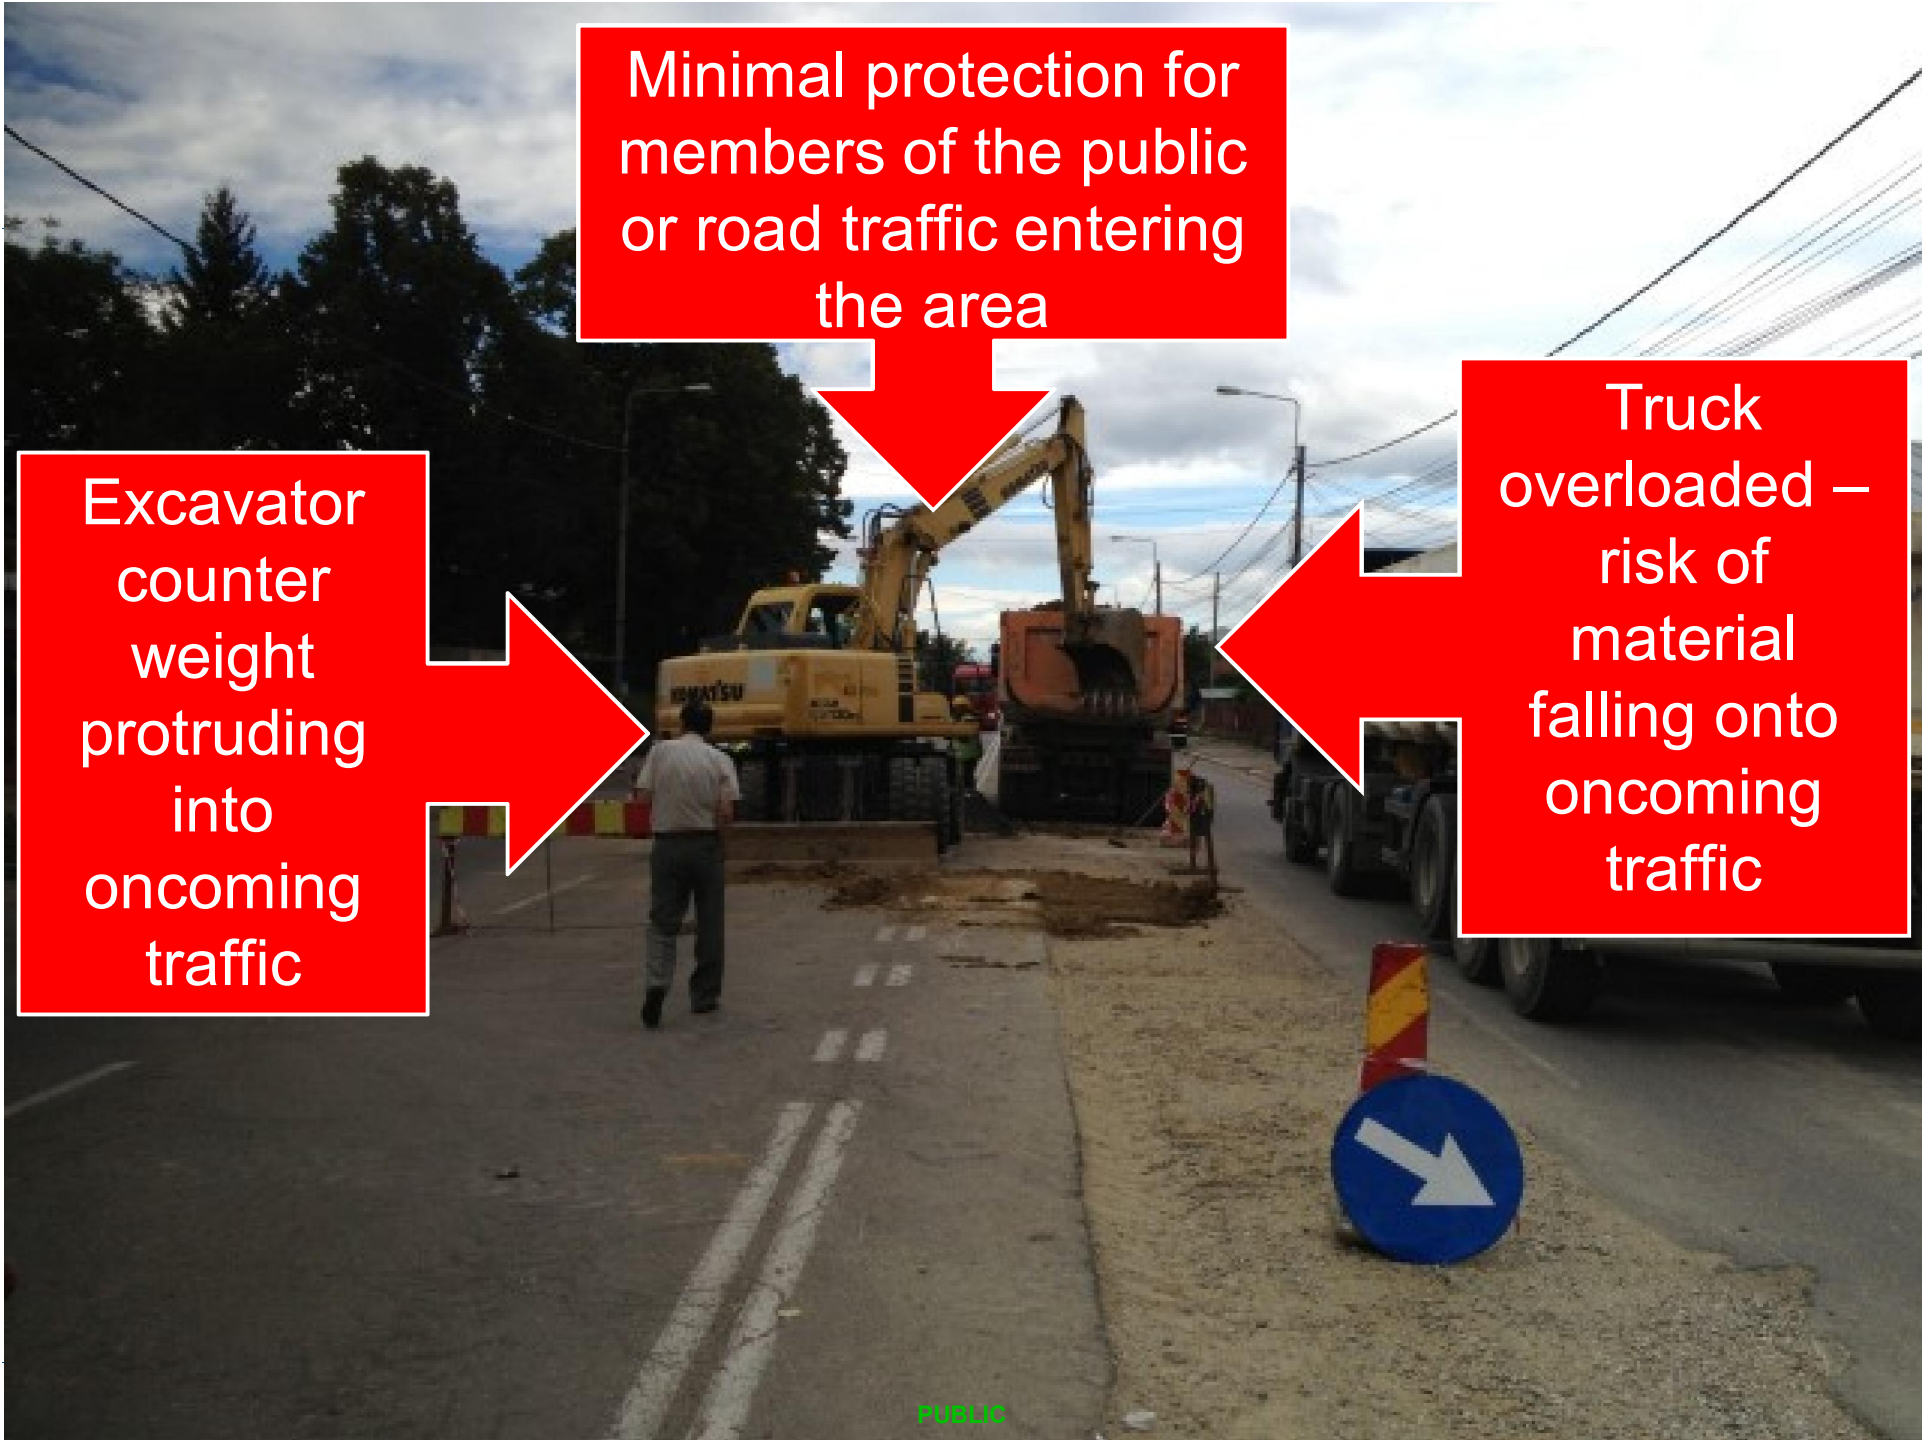 Minimal protection for
members of the public
or road traffic entering
the area
Excavator
counter
weight
protruding
into
oncoming
traffic
Truck
overloaded –
risk of
material
falling onto
oncoming
traffic
KOMATSU
PUBLIC